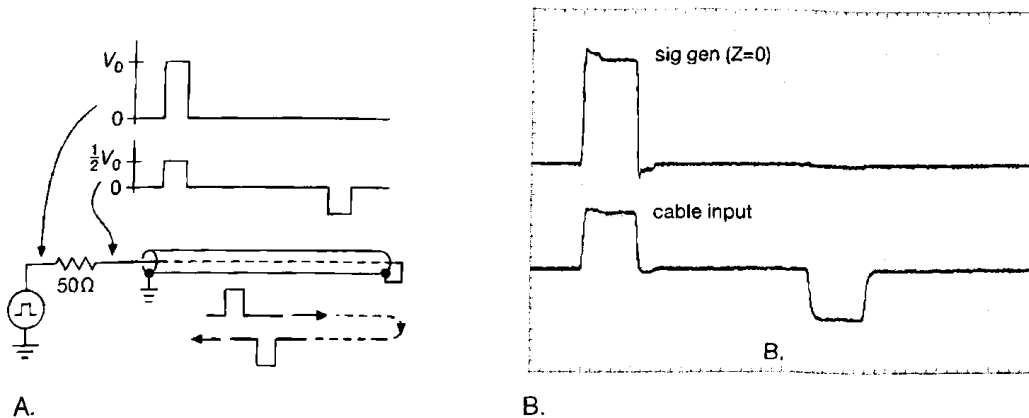 V₀
0
½V₀
0
50Ω
A.
sig gen (Z=0)
cable input
B.
B.